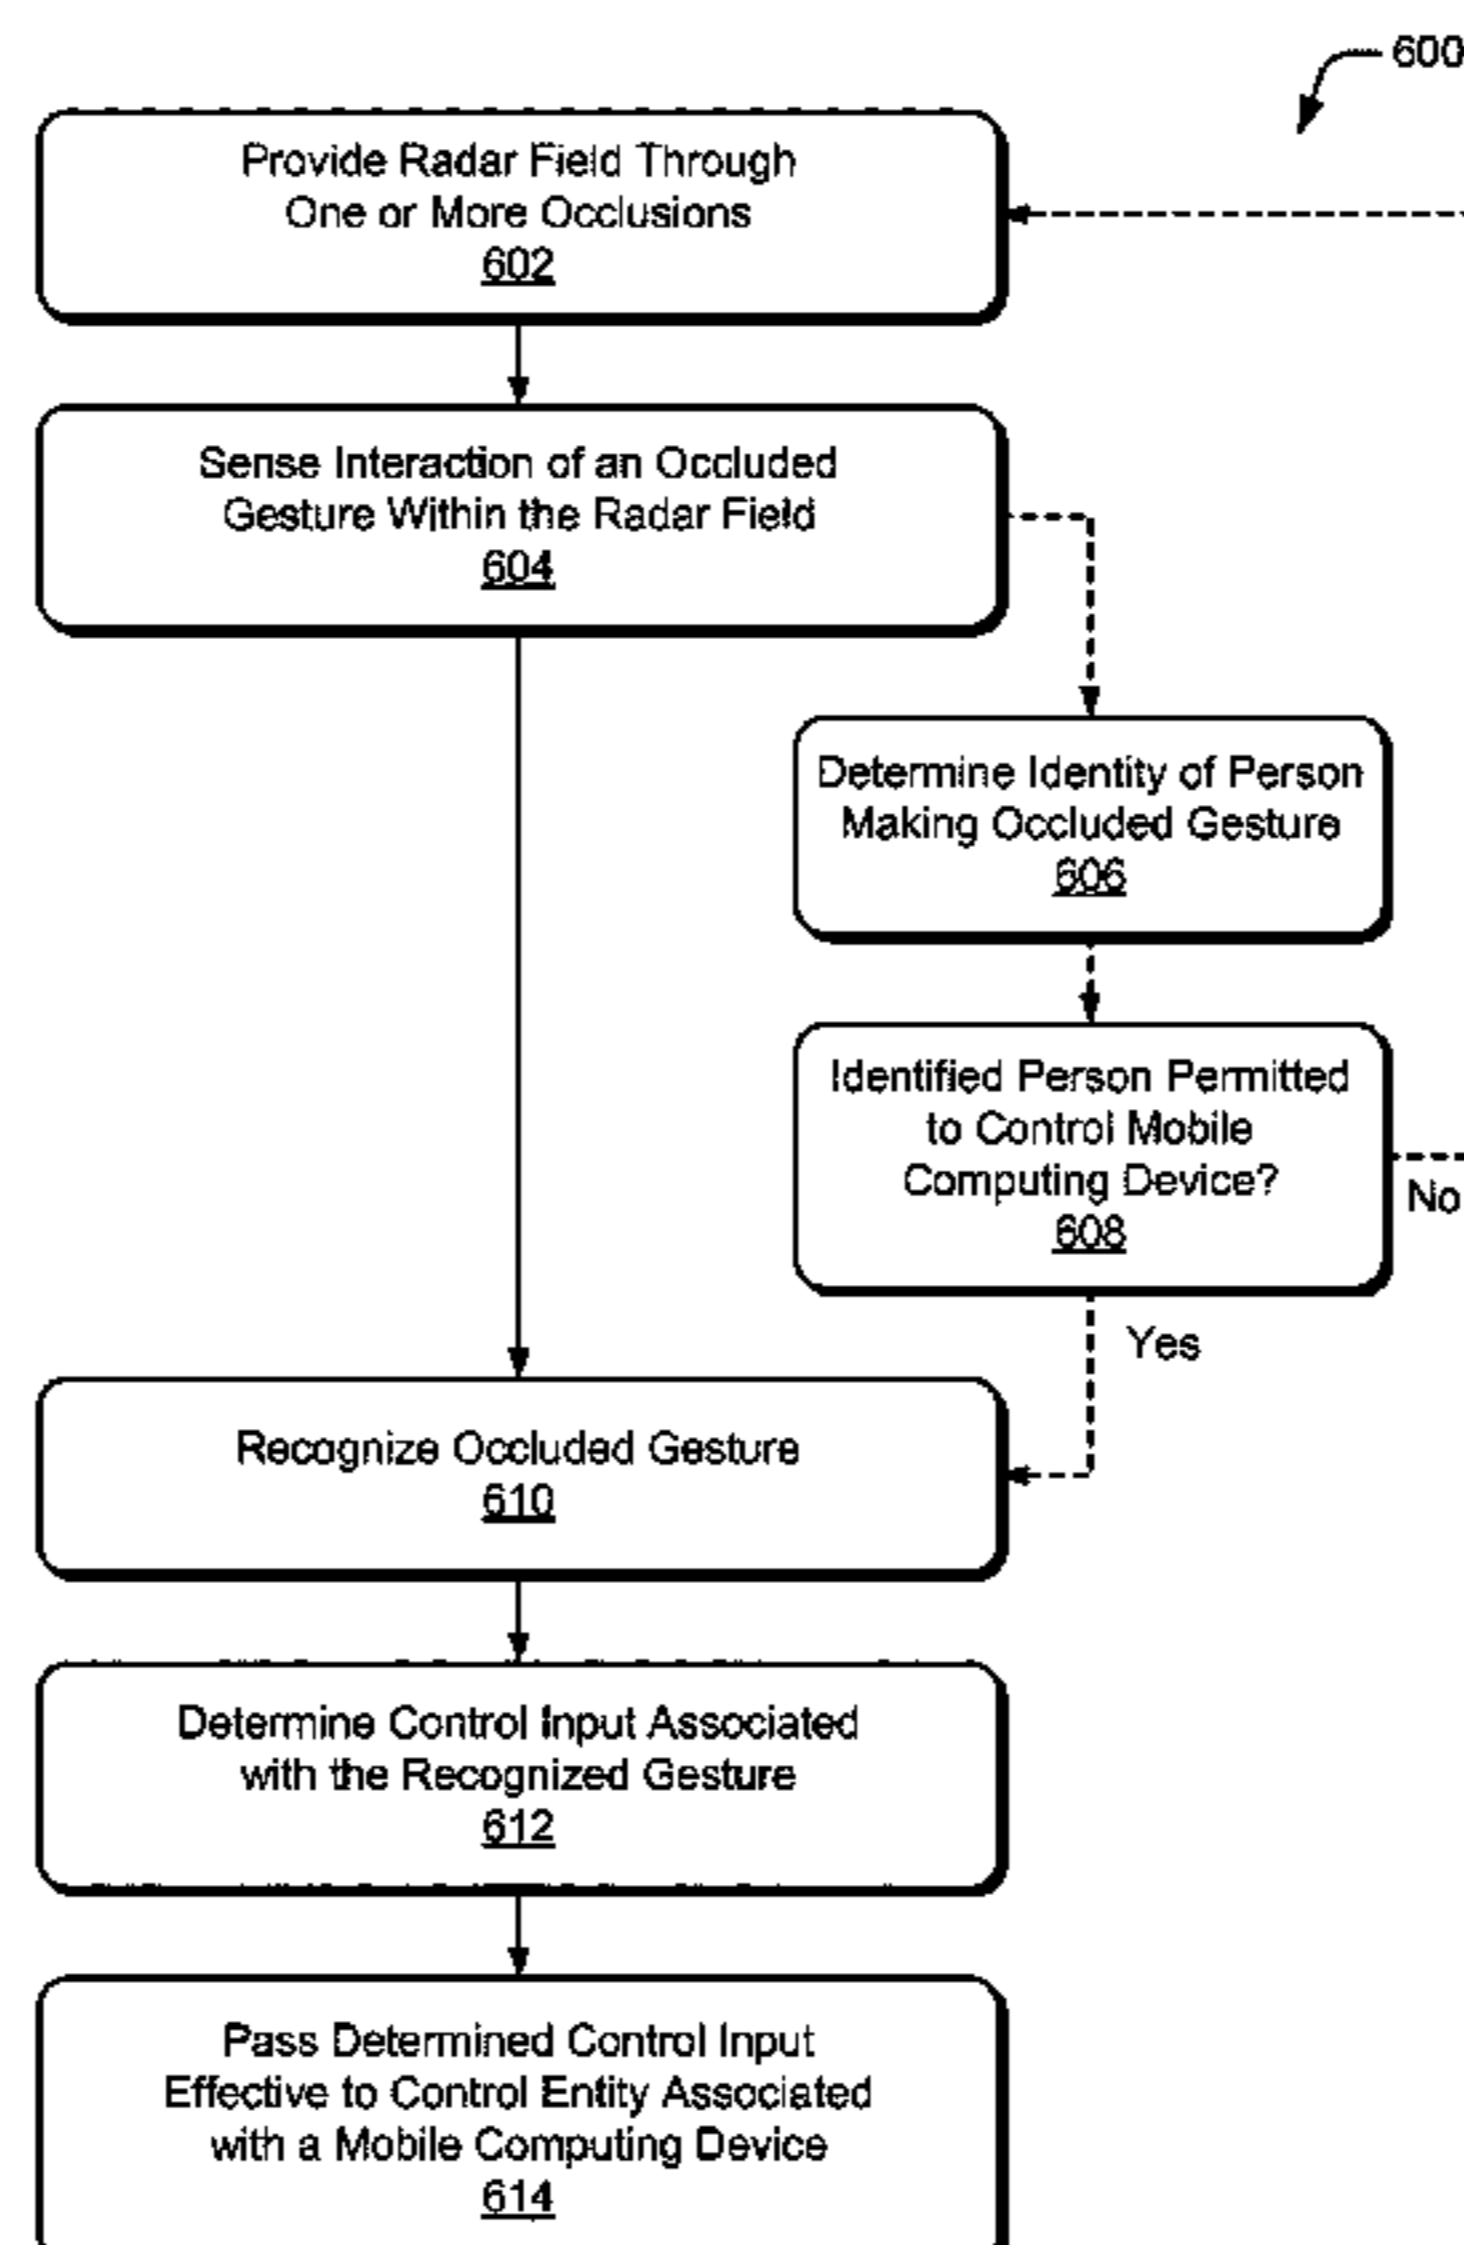 600
Provide Radar Field Through
One or More Occlusions
602
Sense Interaction of an Occluded
Gesture Within the Radar Field
604
Determine Identity of Person
Making Occluded Gesture
606
Identified Person Permitted
to Control Mobile
Computing Device?
608
No
Yes
Recognize Occluded Gesture
610
Determine Control Input Associated
with the Recognized Gesture
612
Pass Determined Control Input
Effective to Control Entity Associated
with a Mobile Computing Device
614